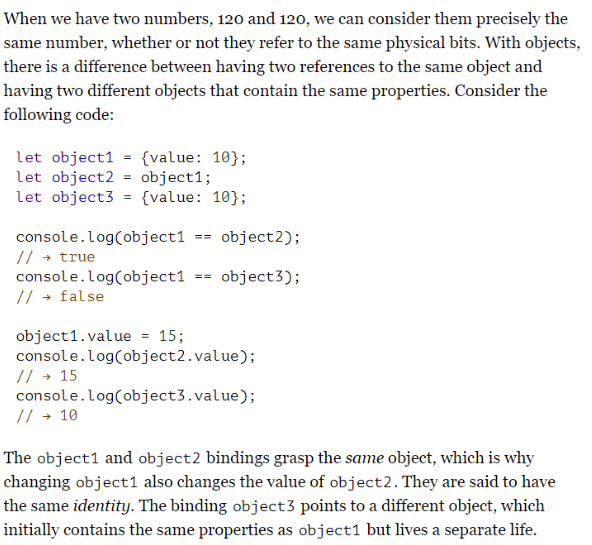 When we have two numbers, 120 and 120, we can consider them precisely the
same number, whether or not they refer to the same physical bits. With objects,
there is a difference between having two references to the same object and
having two different objects that contain the same properties. Consider the
following code:
let object1 = {value: 10};
let object2 = object1;
let object3 = {value: 10};
console.log(object1 == object2);
// → true
console.log(object1 == object3);
// → false
object1.value = 15;
console.log(object2.value);
// → 15
console.log(object3.value);
// → 10
The object1 and object2 bindings grasp the same object, which is why
changing object1 also changes the value of object2. They are said to have
the same identity. The binding object3 points to a different object, which
initially contains the same properties as object1 but lives a separate life.